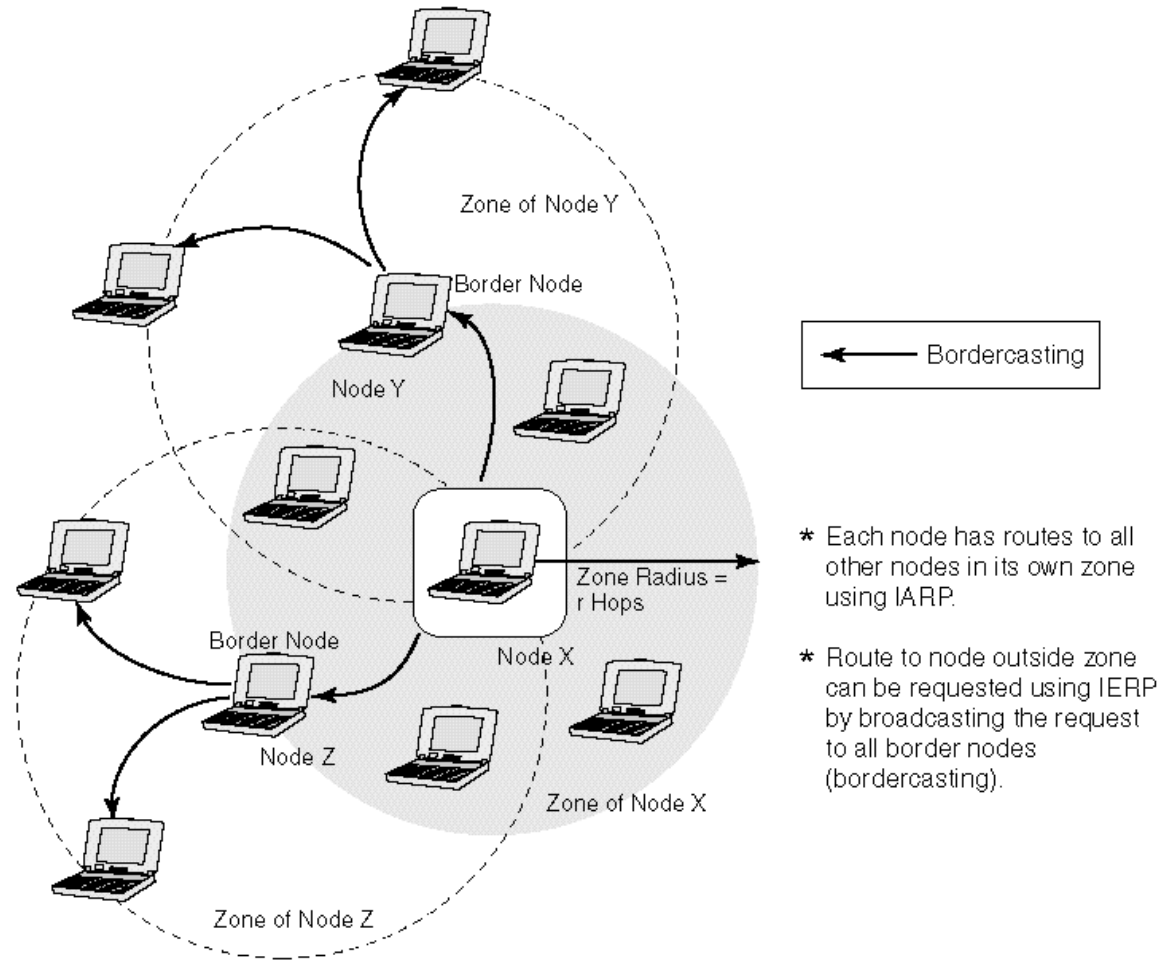 Zone of Node Y
Border Node
Node Y
Bordercasting
Zone Radius =
r Hops
Node X
Border Node
Node Z
Zone of Node X
Zone of Node Z
* Each node has routes to all
other nodes in its own zone
using IARP.
* Route to node outside zone
can be requested using IERP
by broadcasting the request
to all border nodes
(bordercasting).